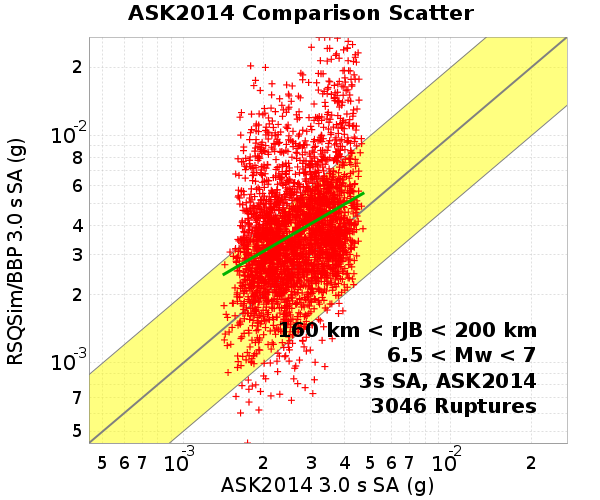 ASK2014 Comparison Scatter
RSQSim/BBP 3.0 s SA (g)
2
10-2
8
6
4
3
2
10-3
7
5
160 km < rJB < 200 km
6.5 < Mw < 7
3s SA, ASK2014
3046 Ruptures
5 6 7 10-3 2 3 4 5 6 7 10-2 2
ASK2014 3.0 s SA (g)